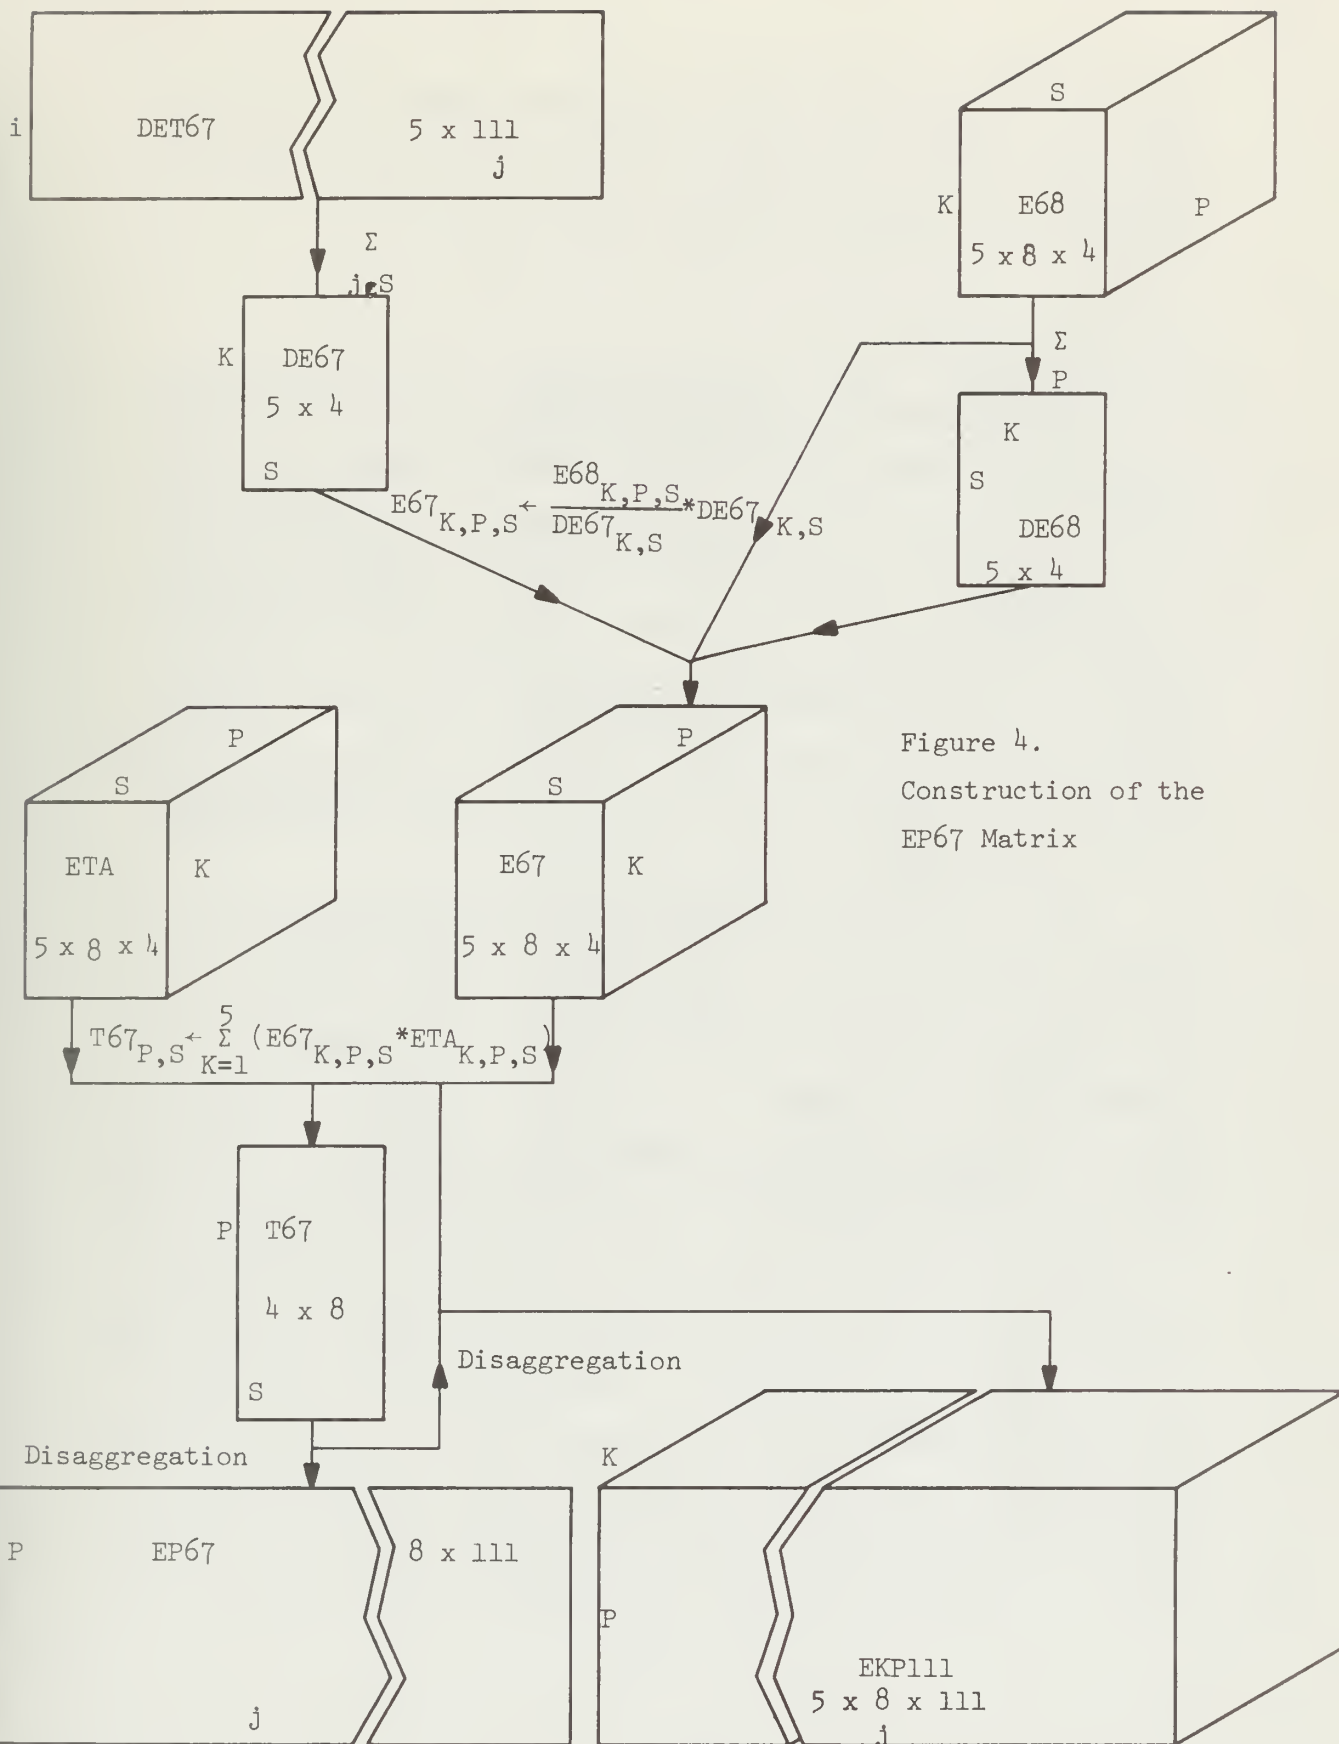 i
DET67
5 x 111
j
S
K
E68
P
5 x 8 x 4
Σ
jεS
K
DE67
5 x 4
S
Σ
P
K
S
DE68
5 x 4
E67K,P,S ← E68K,P,S / DE67K,S *DE67K,S
P
S
ETA
K
5 x 8 x 4
P
S
E67
K
5 x 8 x 4
Figure 4.
Construction of the
EP67 Matrix
T67P,S ← 5 Σ K=1 (E67K,P,S*ETAK,P,S)
P
T67
4 x 8
S
Disaggregation
Disaggregation
P
EP67
8 x 111
j
K
P
EKP111
5 x 8 x 111
j